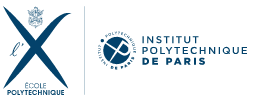 l'X
ÉCOLE
POLYTECHNIQUE
INSTITUT
POLYTECHNIQUE
DE PARIS